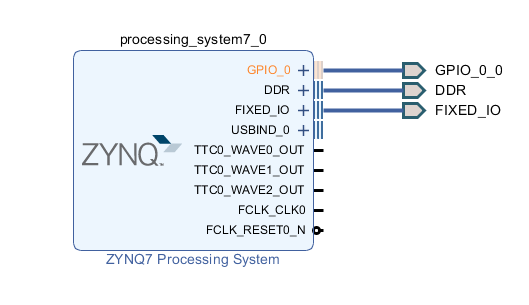 processing_system7_0
GPIO_0
GPIO_0_0
DDR
DDR
FIXED_IO
FIXED_IO
USBIND_0
ZYNQ
TTC0_WAVE0_OUT
TTC0_WAVE1_OUT
TTC0_WAVE2_OUT
FCLK_CLK0
FCLK_RESET0_N
ZYNQ7 Processing System